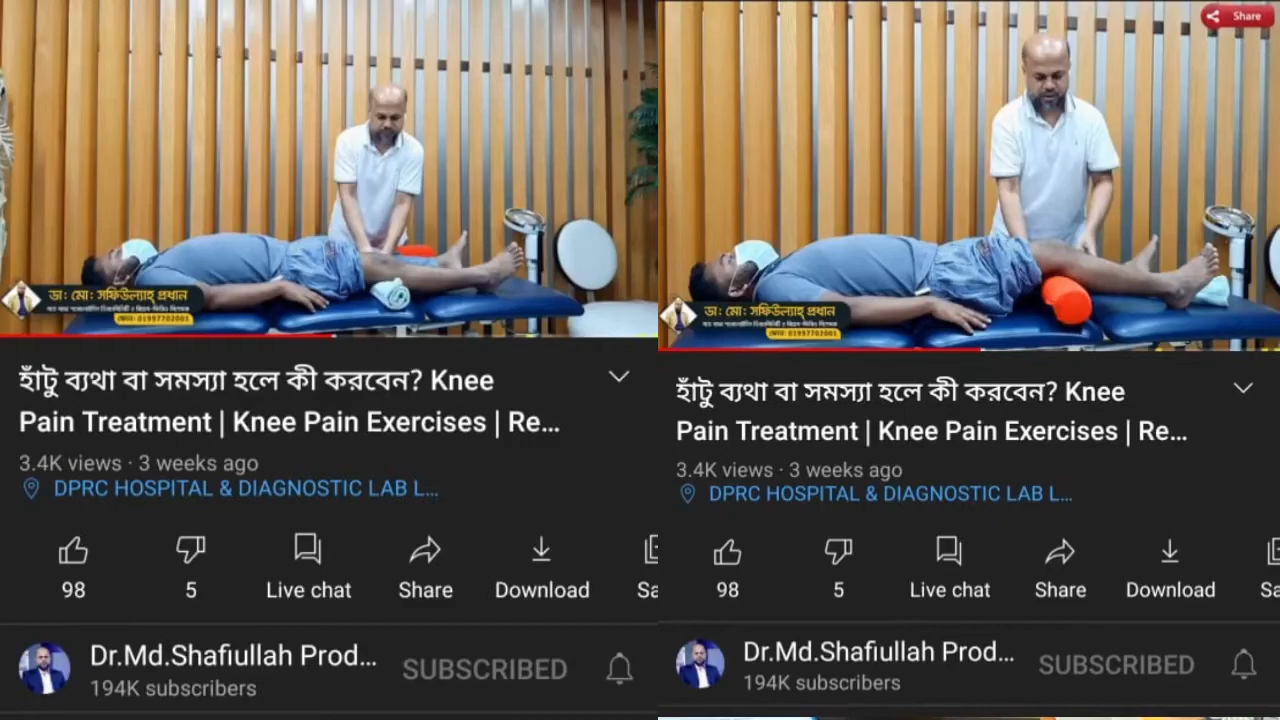 ডা: মো: সফিউল্যাহ্ প্রধান
01997702001
হাঁটু ব্যথা বা সমস্যা হলে কী করবেন? Knee
Pain Treatment | Knee Pain Exercises | Re...
3.4K views · 3 weeks ago
DPRC HOSPITAL & DIAGNOSTIC LAB L...
98 5 Live chat Share Download Sa
Dr.Md.Shafiullah Prod...
194K subscribers
SUBSCRIBED
Share
ডা: মো: সফিউল্যাহ্ প্রধান
01997702001
হাঁটু ব্যথা বা সমস্যা হলে কী করবেন? Knee
Pain Treatment | Knee Pain Exercises | Re...
3.4K views · 3 weeks ago
DPRC HOSPITAL & DIAGNOSTIC LAB L...
98 5 Live chat Share Download Sa
Dr.Md.Shafiullah Prod...
194K subscribers
SUBSCRIBED